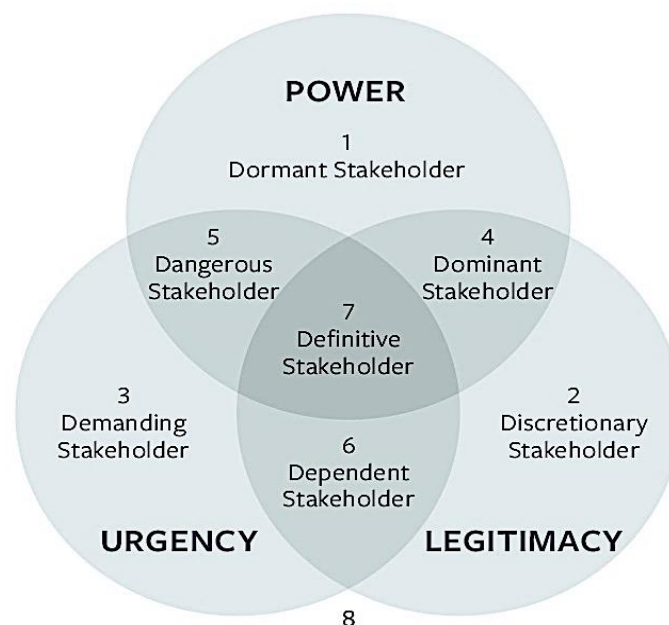 POWER
1
Dormant Stakeholder
5
Dangerous
Stakeholder
4
Dominant
Stakeholder
7
Definitive
Stakeholder
3
Demanding
Stakeholder
2
Discretionary
Stakeholder
6
Dependent
Stakeholder
URGENCY
LEGITIMACY
8